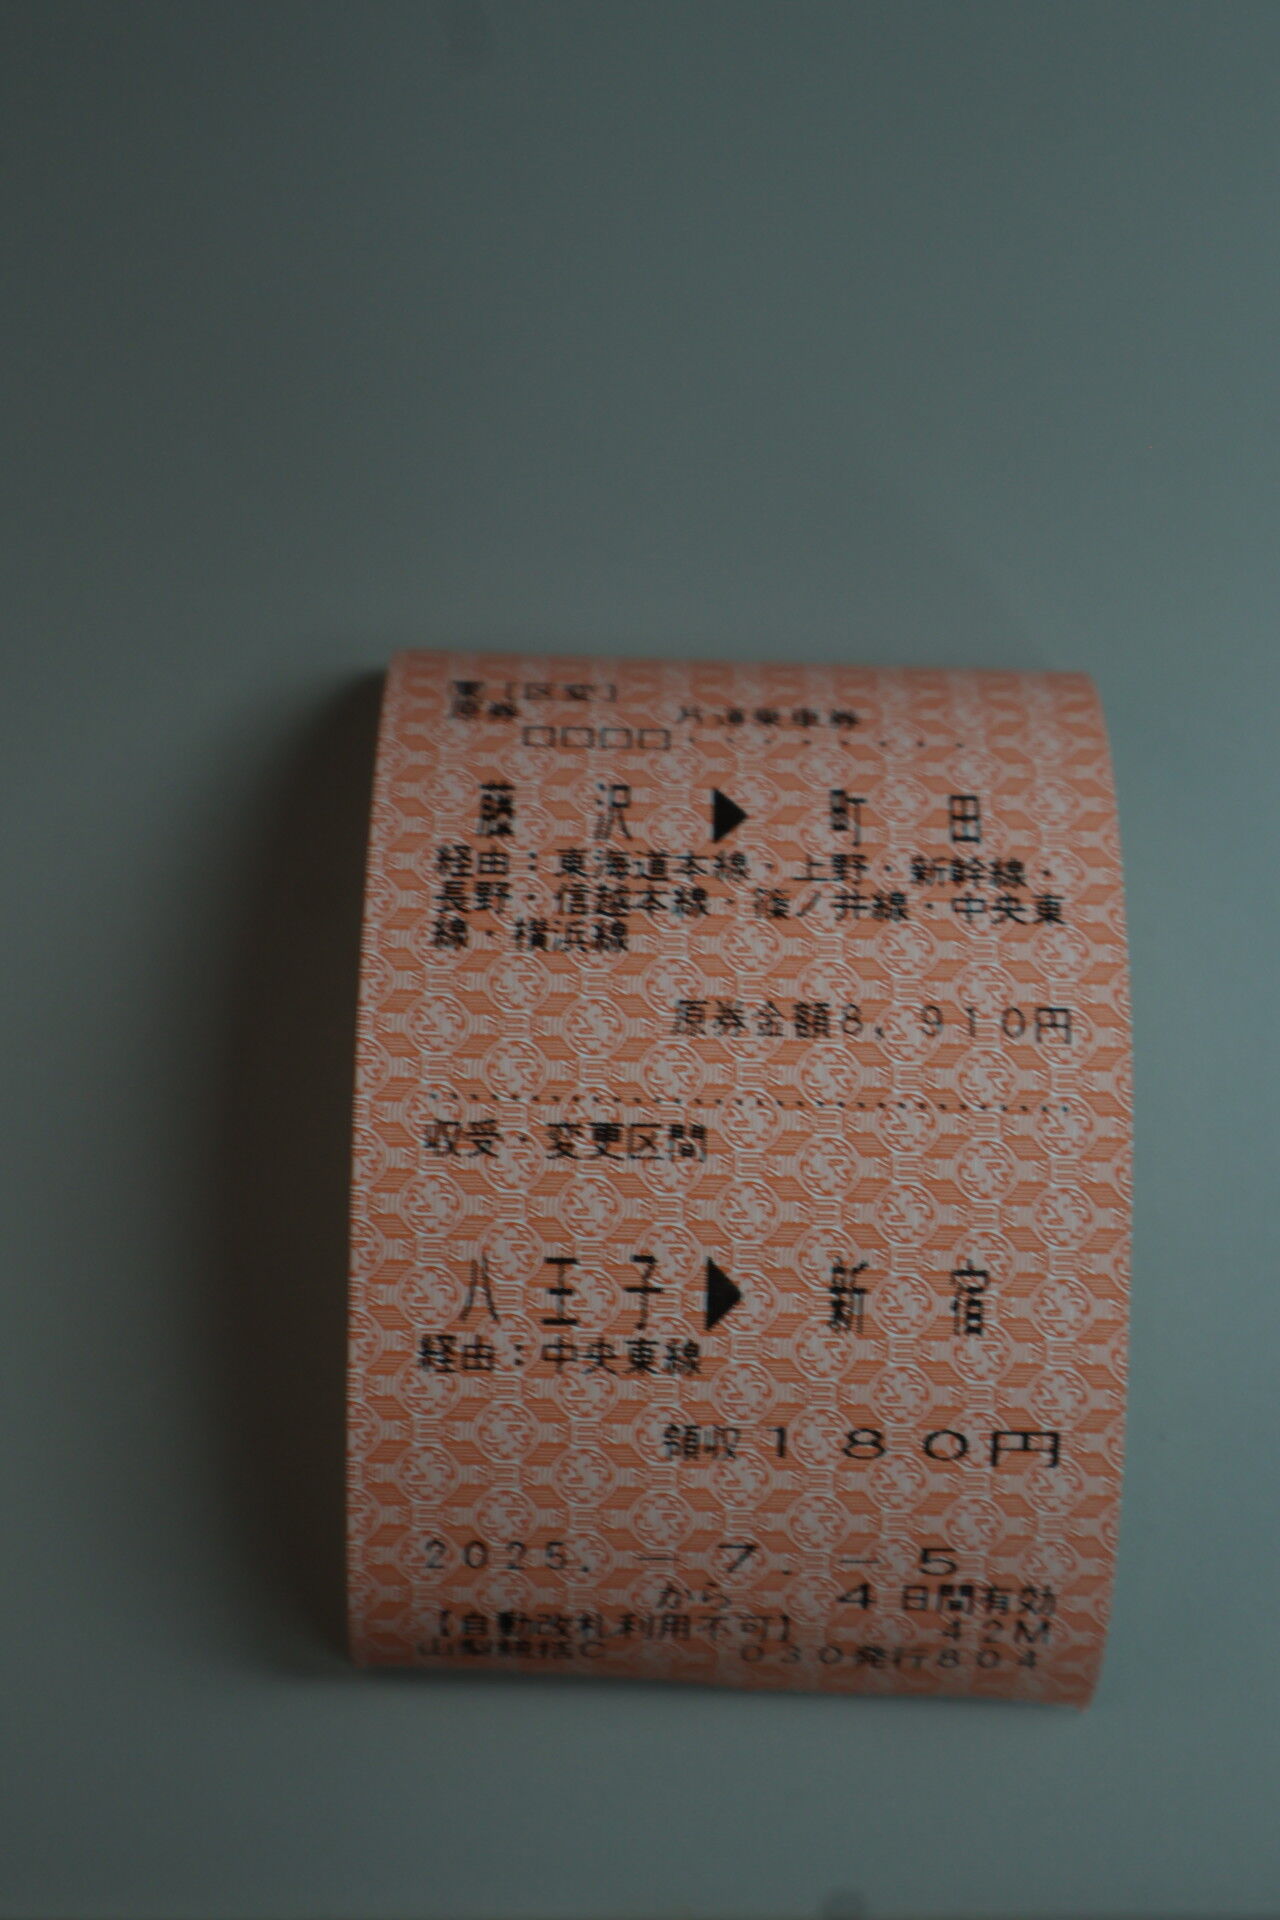 東［区変］
原券　　　　片道乗車券
□□□□・・・・・・・・
藤　沢 ▶ 町　田
経由：東海道本線・上野・新幹線・
長野・信越本線・篠ノ井線・中央東
線・横浜線
原券金額8，910円
収受・変更区間
八王子 ▶ 新　宿
経由：中央東線
領収180円
2025．－7．－5
から　　4日間有効
【自動改札利用不可】　　42M
山梨統括C　　030発行804